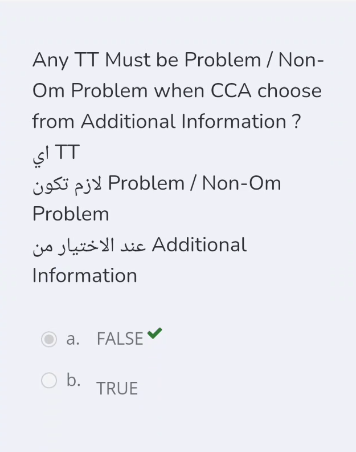 Any TT Must be Problem / Non-
Om Problem when CCA choose
from Additional Information ?
اي TT
لازم تكون Problem / Non-Om
Problem
عند الاختيار من Additional
Information
a. FALSE
b. TRUE